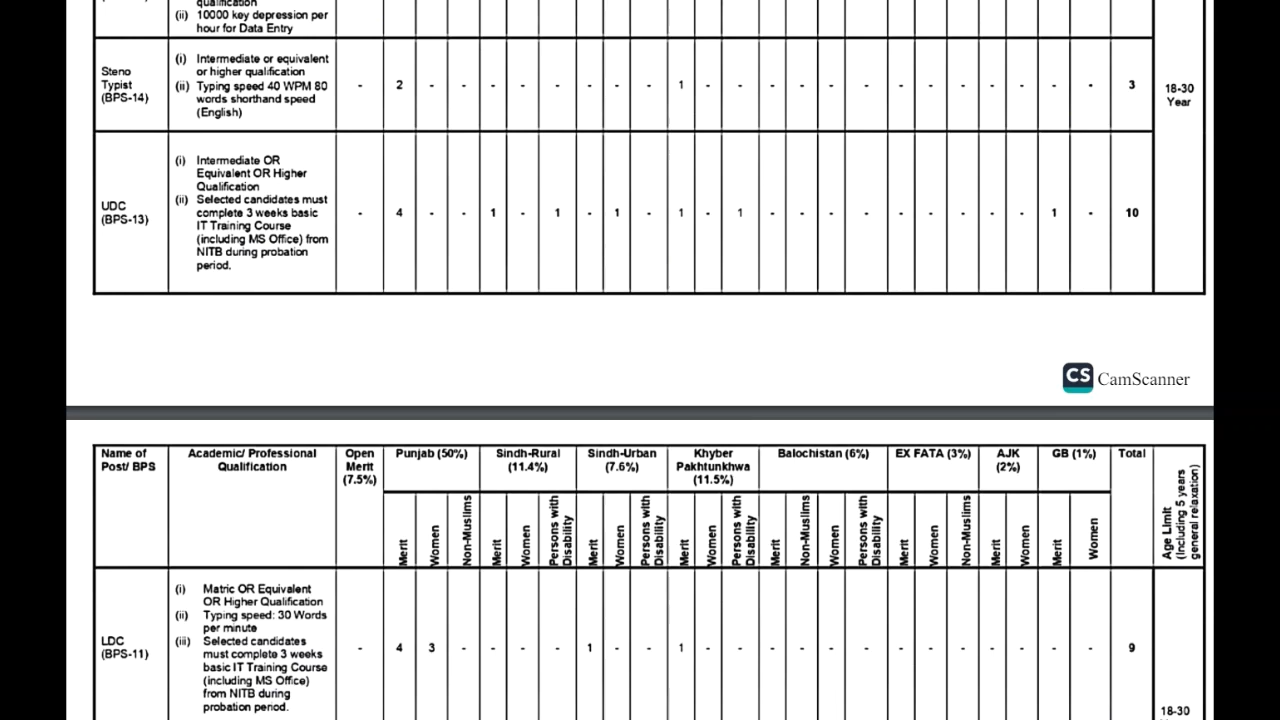 qualification
(ii) 10000 key depression per
hour for Data Entry
Steno
Typist
(BPS-14)
(i) Intermediate or equivalent
or higher qualification
(ii) Typing speed 40 WPM 80
words shorthand speed
(English)
- 2 - - - - - - - - 1 - - - - - - - - - - - - - 3
18-30
Year
UDC
(BPS-13)
(i) Intermediate OR
Equivalent OR Higher
Qualification
(ii) Selected candidates must
complete 3 weeks basic
IT Training Course
(including MS Office) from
NITB during probation
period.
- 4 - - 1 - 1 - 1 - 1 - 1 - - - - - - - - - 1 - 10
CS CamScanner
Name of
Post/ BPS
Academic/ Professional
Qualification
Open
Merit
(7.5%)
Punjab (50%)
Sindh-Rural
(11.4%)
Sindh-Urban
(7.6%)
Khyber
Pakhtunkhwa
(11.5%)
Balochistan (6%)
EX FATA (3%)
AJK
(2%)
GB (1%)
Total
Age Limit
(Including 5 years
general relaxation)
Merit
Women
Non-Muslims
Merit
Women
Persons with
Disability
Merit
Women
Persons with
Disability
Merit
Women
Persons with
Disability
Merit
Non-Muslims
Women
Persons with
Disability
Merit
Women
Non-Muslims
Merit
Women
Merit
Women
LDC
(BPS-11)
(i) Matric OR Equivalent
OR Higher Qualification
(ii) Typing speed: 30 Words
per minute
(iii) Selected candidates
must complete 3 weeks
basic IT Training Course
(including MS Office)
from NITB during
probation period.
- 4 3 - - - - 1 - - 1 - - - - - - - - - - - - - 9
18-30